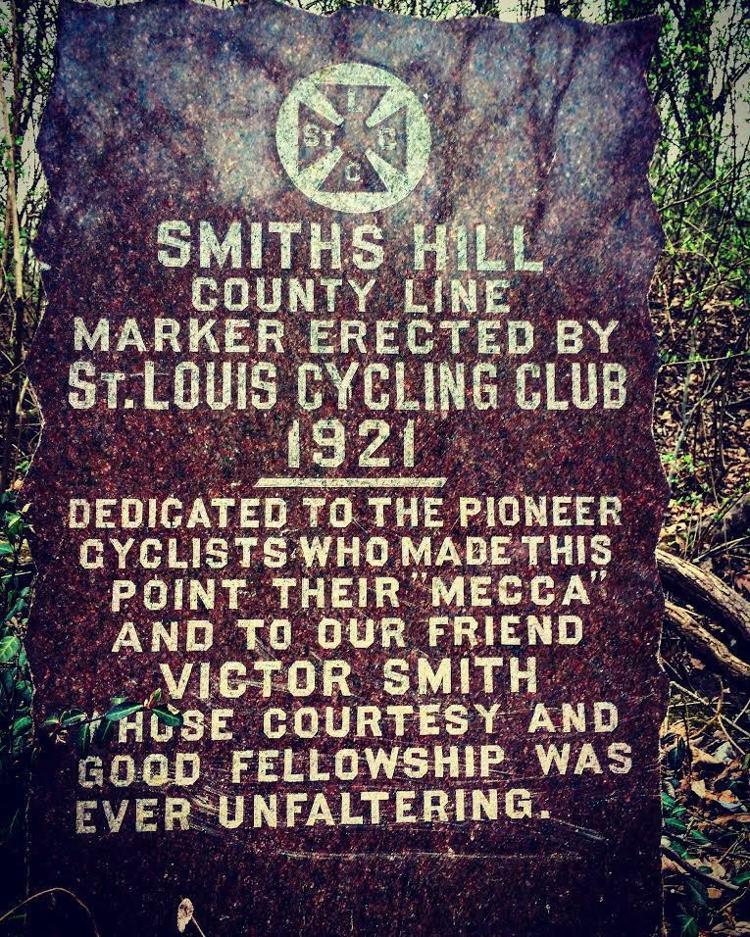 L
ST. C
C
SMITHS HILL
COUNTY LINE
MARKER ERECTED BY
ST. LOUIS CYCLING CLUB
1921
DEDICATED TO THE PIONEER
CYCLISTS WHO MADE THIS
POINT THEIR "MECCA"
AND TO OUR FRIEND
VICTOR SMITH
WHOSE COURTESY AND
GOOD FELLOWSHIP WAS
EVER UNFALTERING.